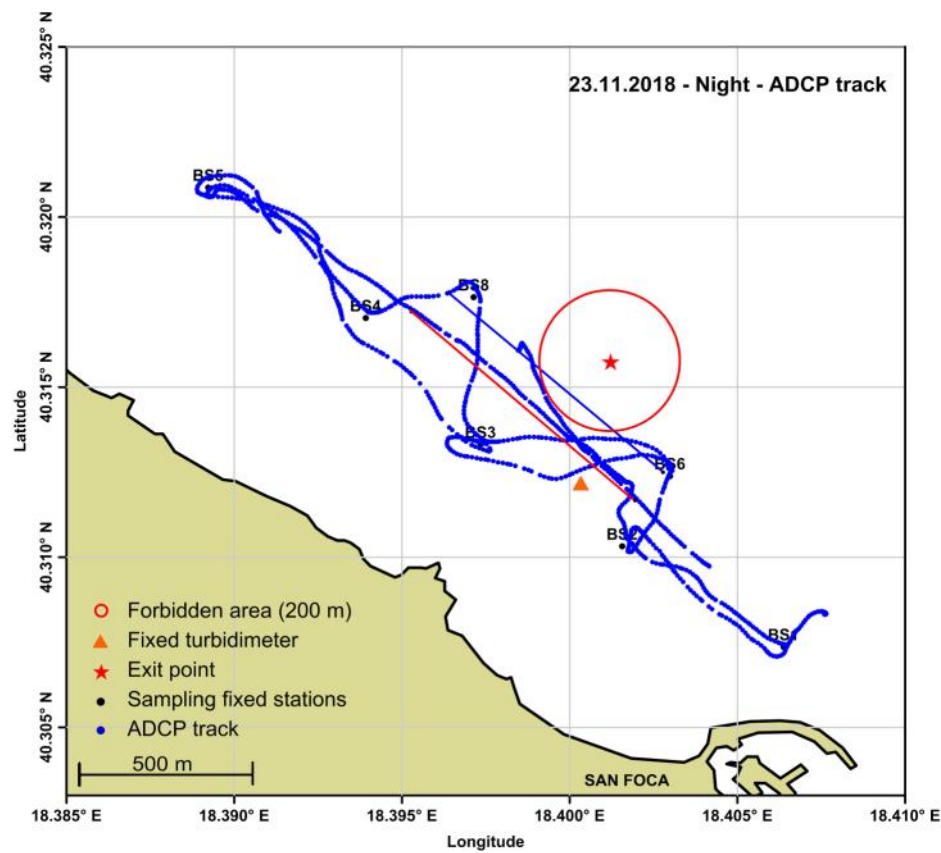 40.325° N
23.11.2018 - Night - ADCP track
BS5
40.320° N
BS8
BS4
40.315° N
Latitude
BS3
BS6
BS2
40.310° N
Forbidden area (200 m)
Fixed turbidimeter
Exit point
Sampling fixed stations
ADCP track
40.305° N
500 m
SAN FOCA
18.385° E
18.390° E
18.395° E
18.400° E
18.405° E
18.410° E
Longitude